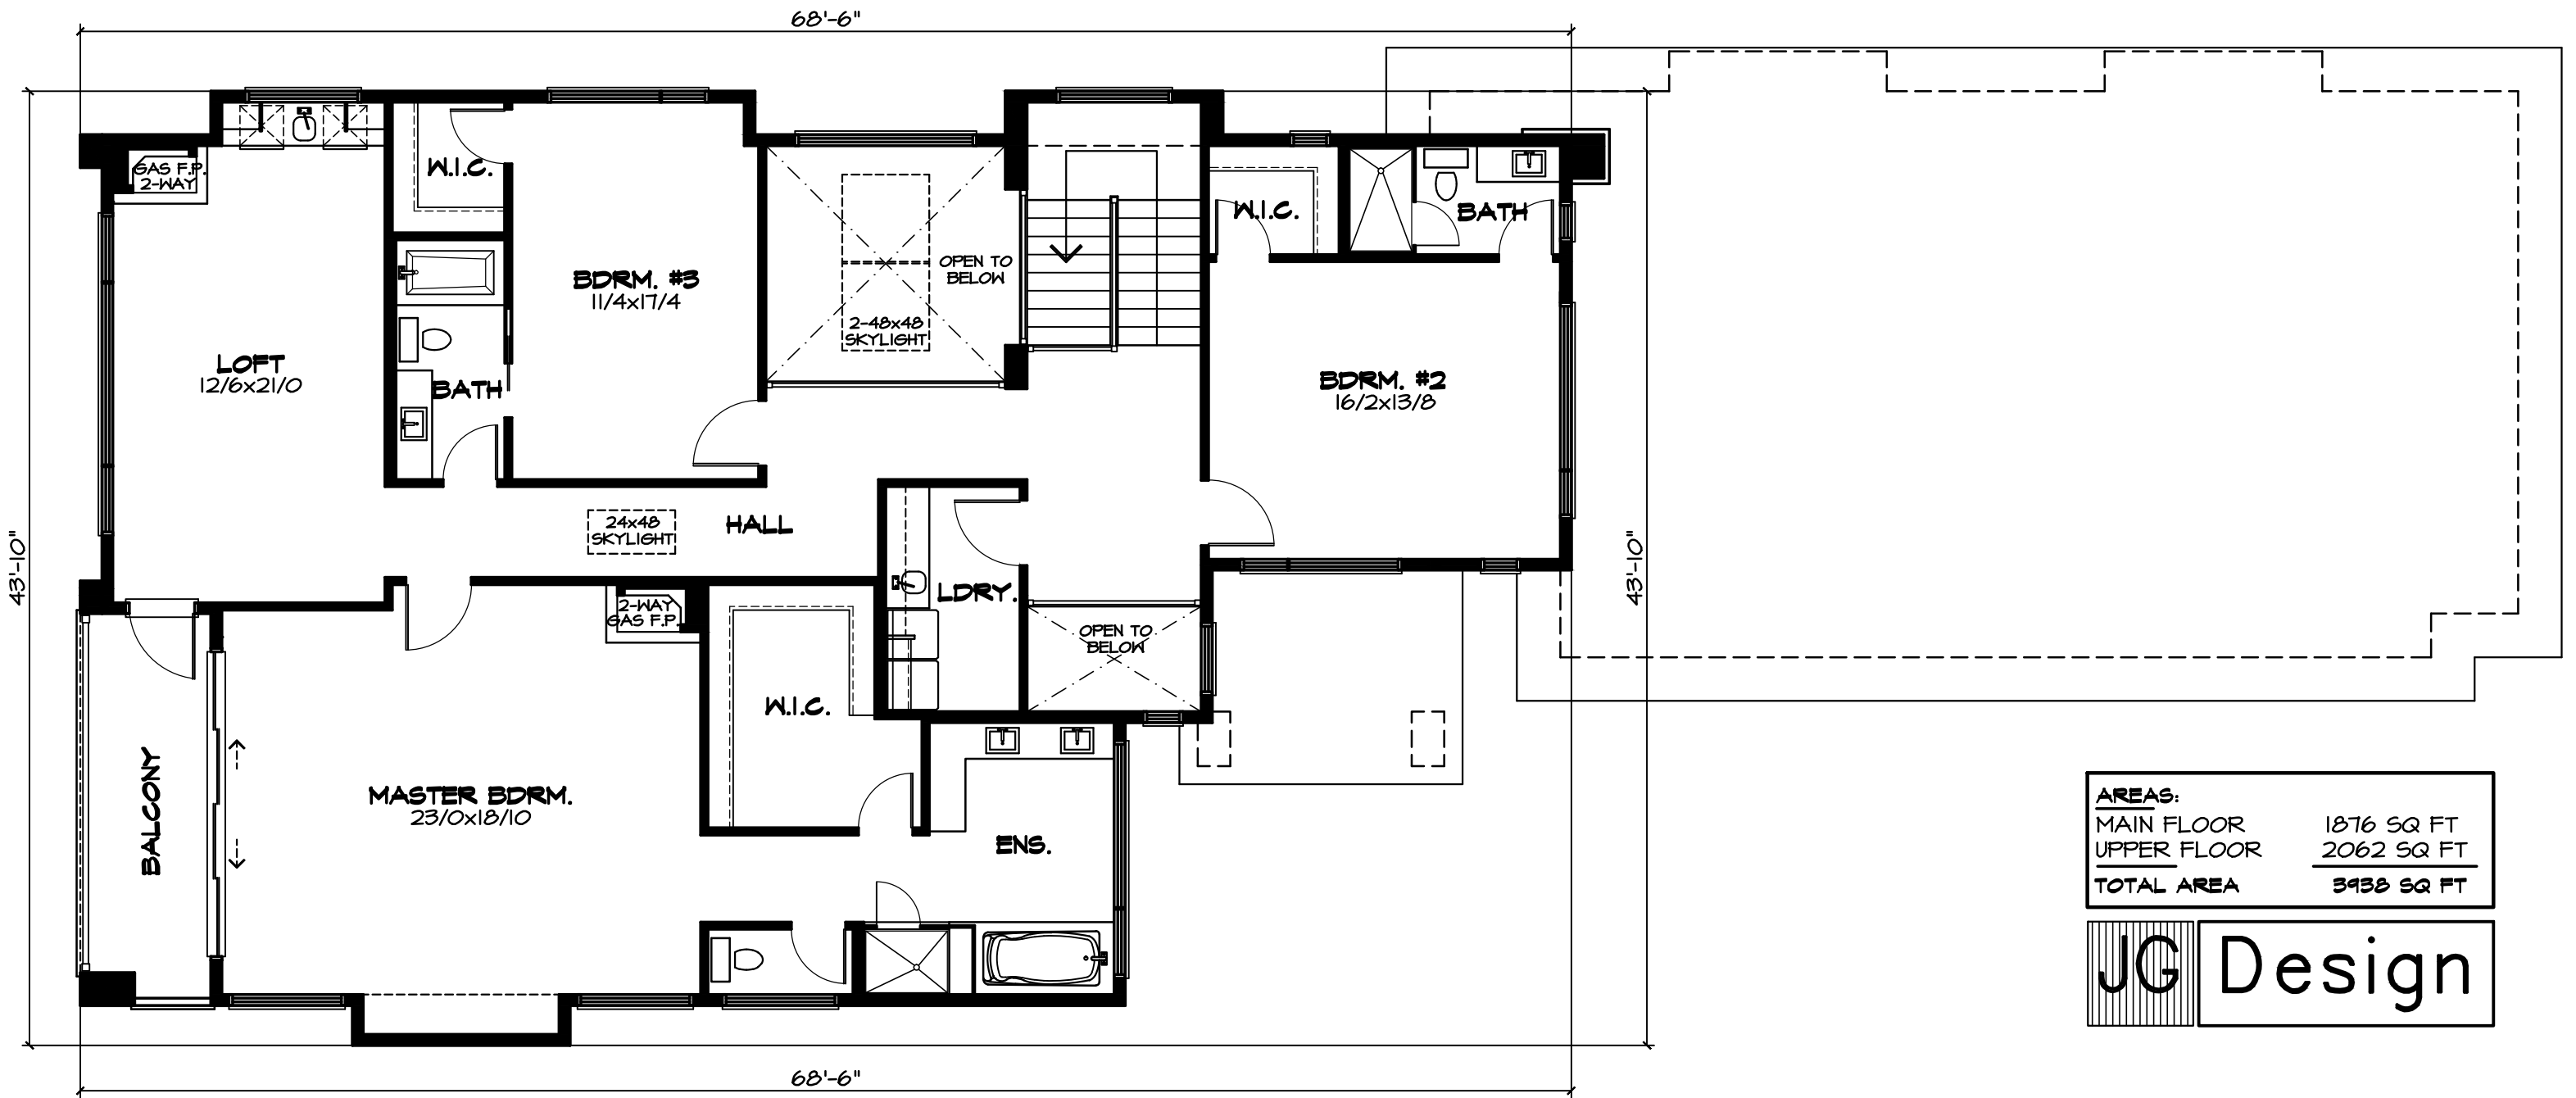 68'-6"
GAS F.P.
2-WAY
W.I.C.
W.I.C.
BATH
OPEN TO
BELOW
BDRM. #3
11/4x17/4
2-48x48
SKYLIGHT
LOFT
12/6x21/0
BATH
BDRM. #2
16/2x13/8
24x48
SKYLIGHT
HALL
43'-10"
43'-10"
LDRY.
2-WAY
GAS F.P.
OPEN TO
BELOW
W.I.C.
BALCONY
MASTER BDRM.
23/0x18/10
ENS.
AREAS:
MAIN FLOOR 1876 SQ FT
UPPER FLOOR 2062 SQ FT
TOTAL AREA 3938 SQ FT
JG Design
68'-6"